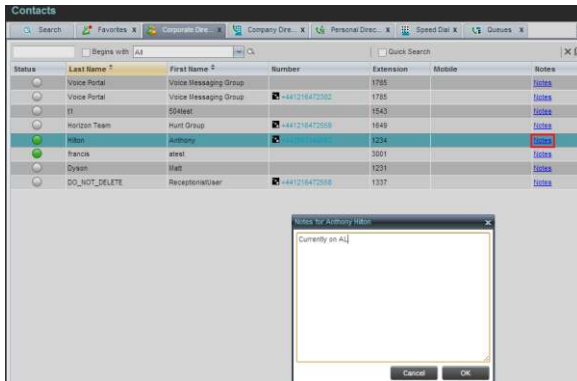 Contacts
Search Favorites X Corporate Dire... X Company Dire... X Personal Direc... X Speed Dial X Queues X
Begins with All Quick Search
Status Last Name First Name Number Extension Mobile Notes
Voice Portal Voice Messaging Group 1785 Notes
Voice Portal Voice Messaging Group +441216472382 1785 Notes
t1 504test 1543 Notes
Horizon Team Hunt Group +441216472559 1649 Notes
Hilton Anthony 1234 Notes
francis atest 3001 Notes
Dyson Matt 1231 Notes
DO_NOT_DELETE ReceptionistUser +441216472558 1337 Notes
Notes for Anthony Hilton
Currently on AL
Cancel OK